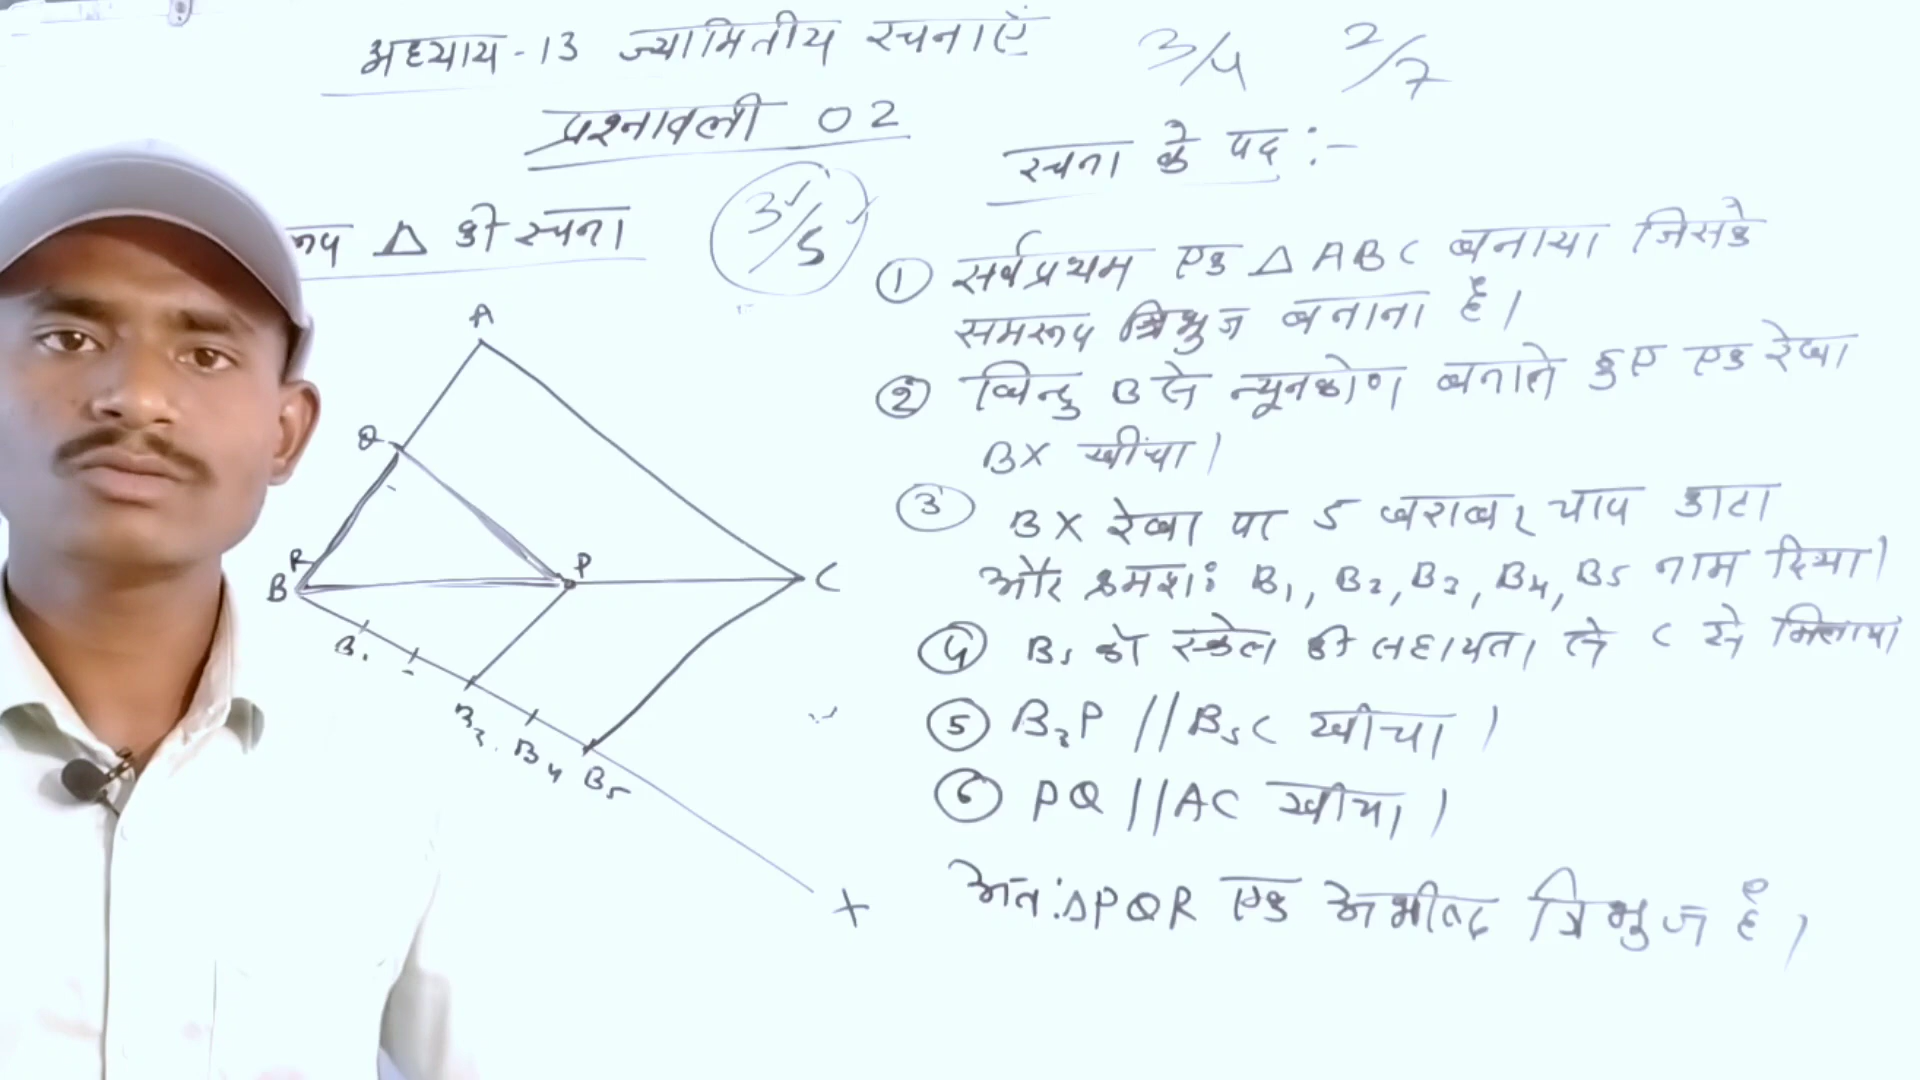 अध्याय - 13 ज्यामितीय रचनाएँ
3/4 2/7
प्रश्नावली 02
रूप △ की रचना
3/5
A
Q
R
B
P
C
B1
B3
B4
B5
X
रचना के पद :-
① सर्वप्रथम एक △ ABC बनाया जिसके
समरूप त्रिभुज बनाना है।
② बिन्दु B से न्यूनकोण बनाते हुए एक रेखा
BX खींचा।
③ BX रेखा पर 5 बराबर चाप काटा
और क्रमशः B1, B2, B3, B4, B5 नाम दिया।
④ B5 को स्केल की सहायता से C से मिलाया
⑤ B3P || B5C खीचा।
⑥ PQ || AC खीचा।
अतः △PQR एक अभीष्ट त्रिभुज है।